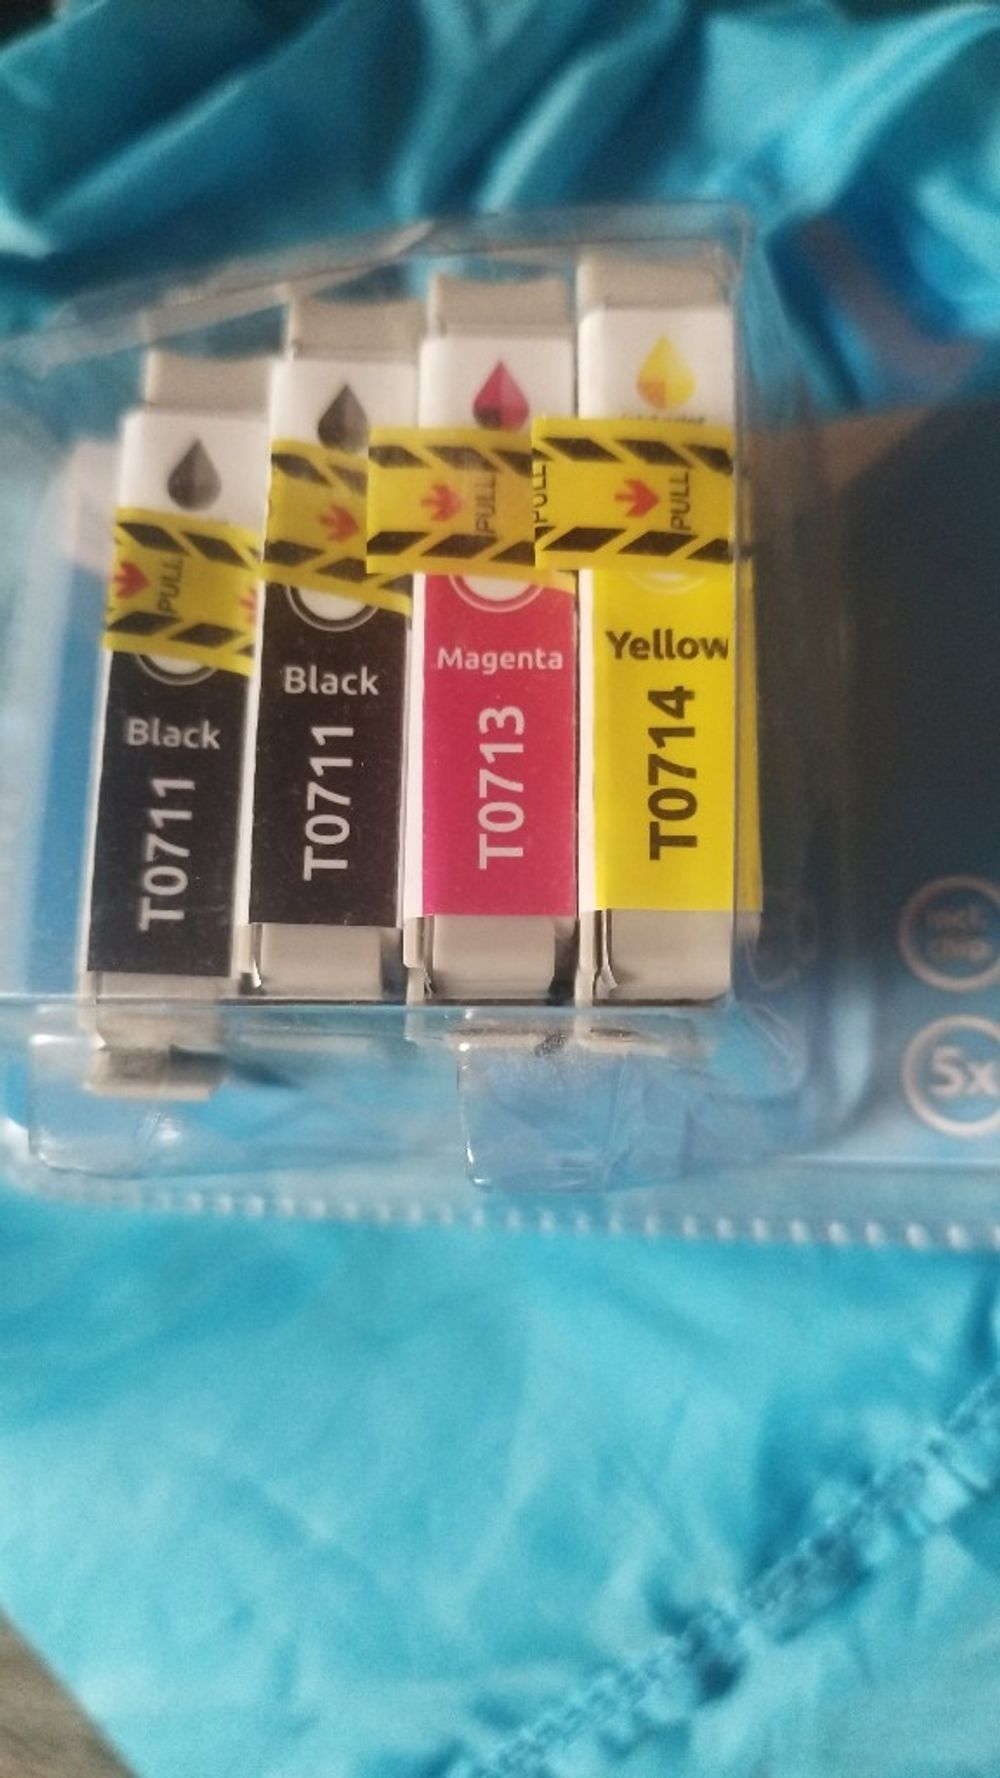 PULL
Black
T0711
Black
T0711
PULL
Magenta
T0713
PULL
PULL
Yellow
T0714
incl.
chip
5x